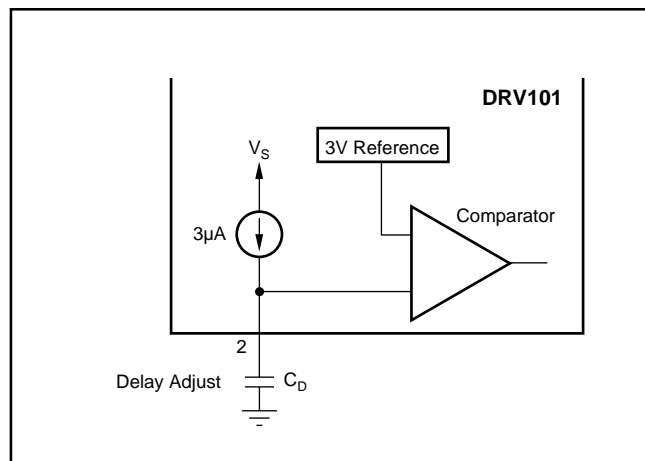 DRV101
V_S
3V Reference
Comparator
3µA
2
Delay Adjust
C_D